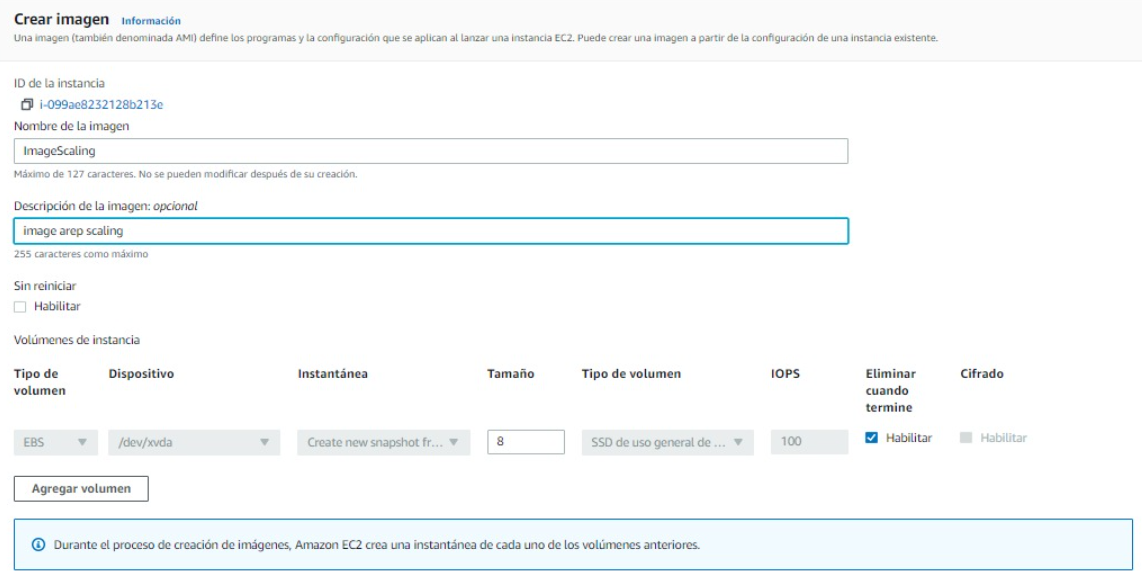 Crear imagen Información
Una imagen (también denominada AMI) define los programas y la configuración que se aplican al lanzar una instancia EC2. Puede crear una imagen a partir de la configuración de una instancia existente.
ID de la instancia
i-099ae8232128b213e
Nombre de la imagen
ImageScaling
Máximo de 127 caracteres. No se pueden modificar después de su creación.
Descripción de la imagen: opcional
image arep scaling
255 caracteres como máximo
Sin reiniciar
Habilitar
Volúmenes de instancia
Tipo de volumen Dispositivo Instantánea Tamaño Tipo de volumen IOPS Eliminar cuando termine Cifrado
EBS /dev/xvda Create new snapshot fr... 8 SSD de uso general de ... 100 Habilitar Habilitar
Agregar volumen
Durante el proceso de creación de imágenes, Amazon EC2 crea una instantánea de cada uno de los volúmenes anteriores.